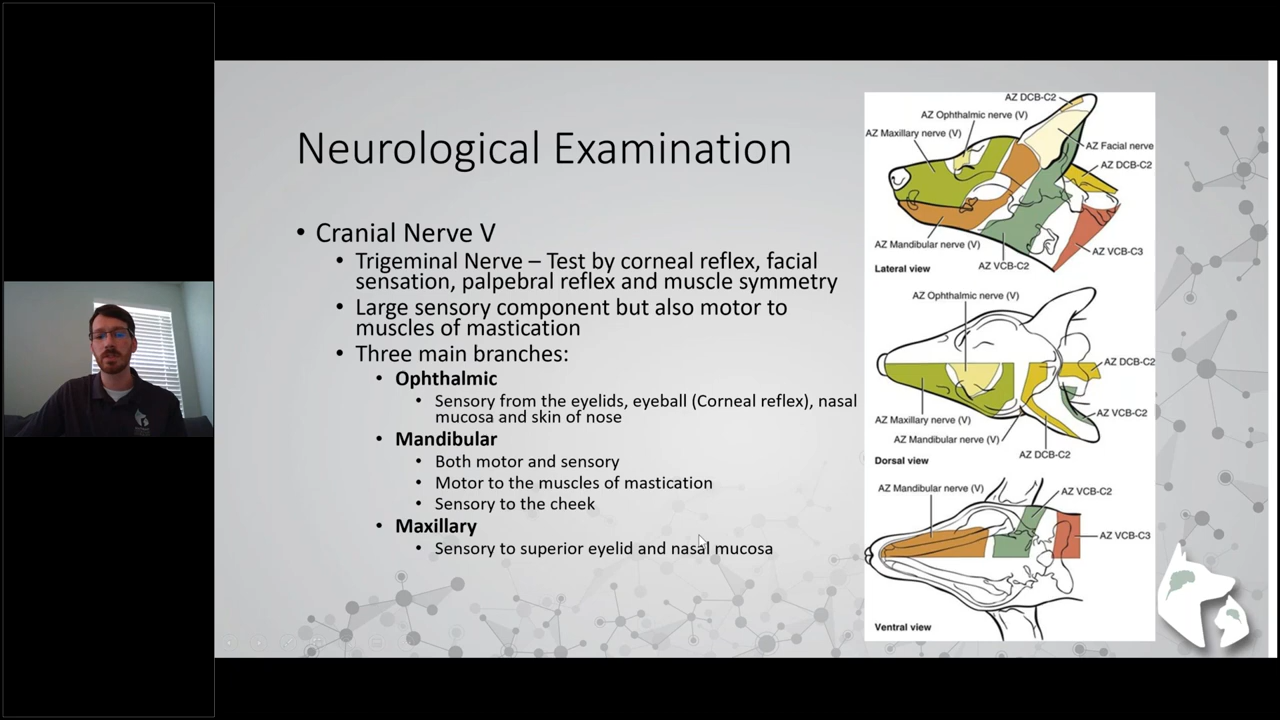 Neurological Examination
• Cranial Nerve V
• Trigeminal Nerve – Test by corneal reflex, facial
sensation, palpebral reflex and muscle symmetry
• Large sensory component but also motor to
muscles of mastication
• Three main branches:
• Ophthalmic
• Sensory from the eyelids, eyeball (Corneal reflex), nasal
mucosa and skin of nose
• Mandibular
• Both motor and sensory
• Motor to the muscles of mastication
• Sensory to the cheek
• Maxillary
• Sensory to superior eyelid and nasal mucosa
AZ DCB-C2
AZ Ophthalmic nerve (V)
AZ Maxillary nerve (V)
AZ Facial nerve
AZ DCB-C2
AZ Mandibular nerve (V)
AZ VCB-C3
AZ VCB-C2
Lateral view
AZ Ophthalmic nerve (V)
AZ DCB-C2
AZ VCB-C2
AZ Maxillary nerve (V)
AZ Mandibular nerve (V)
AZ DCB-C2
Dorsal view
AZ Mandibular nerve (V)
AZ VCB-C2
AZ VCB-C3
Ventral view